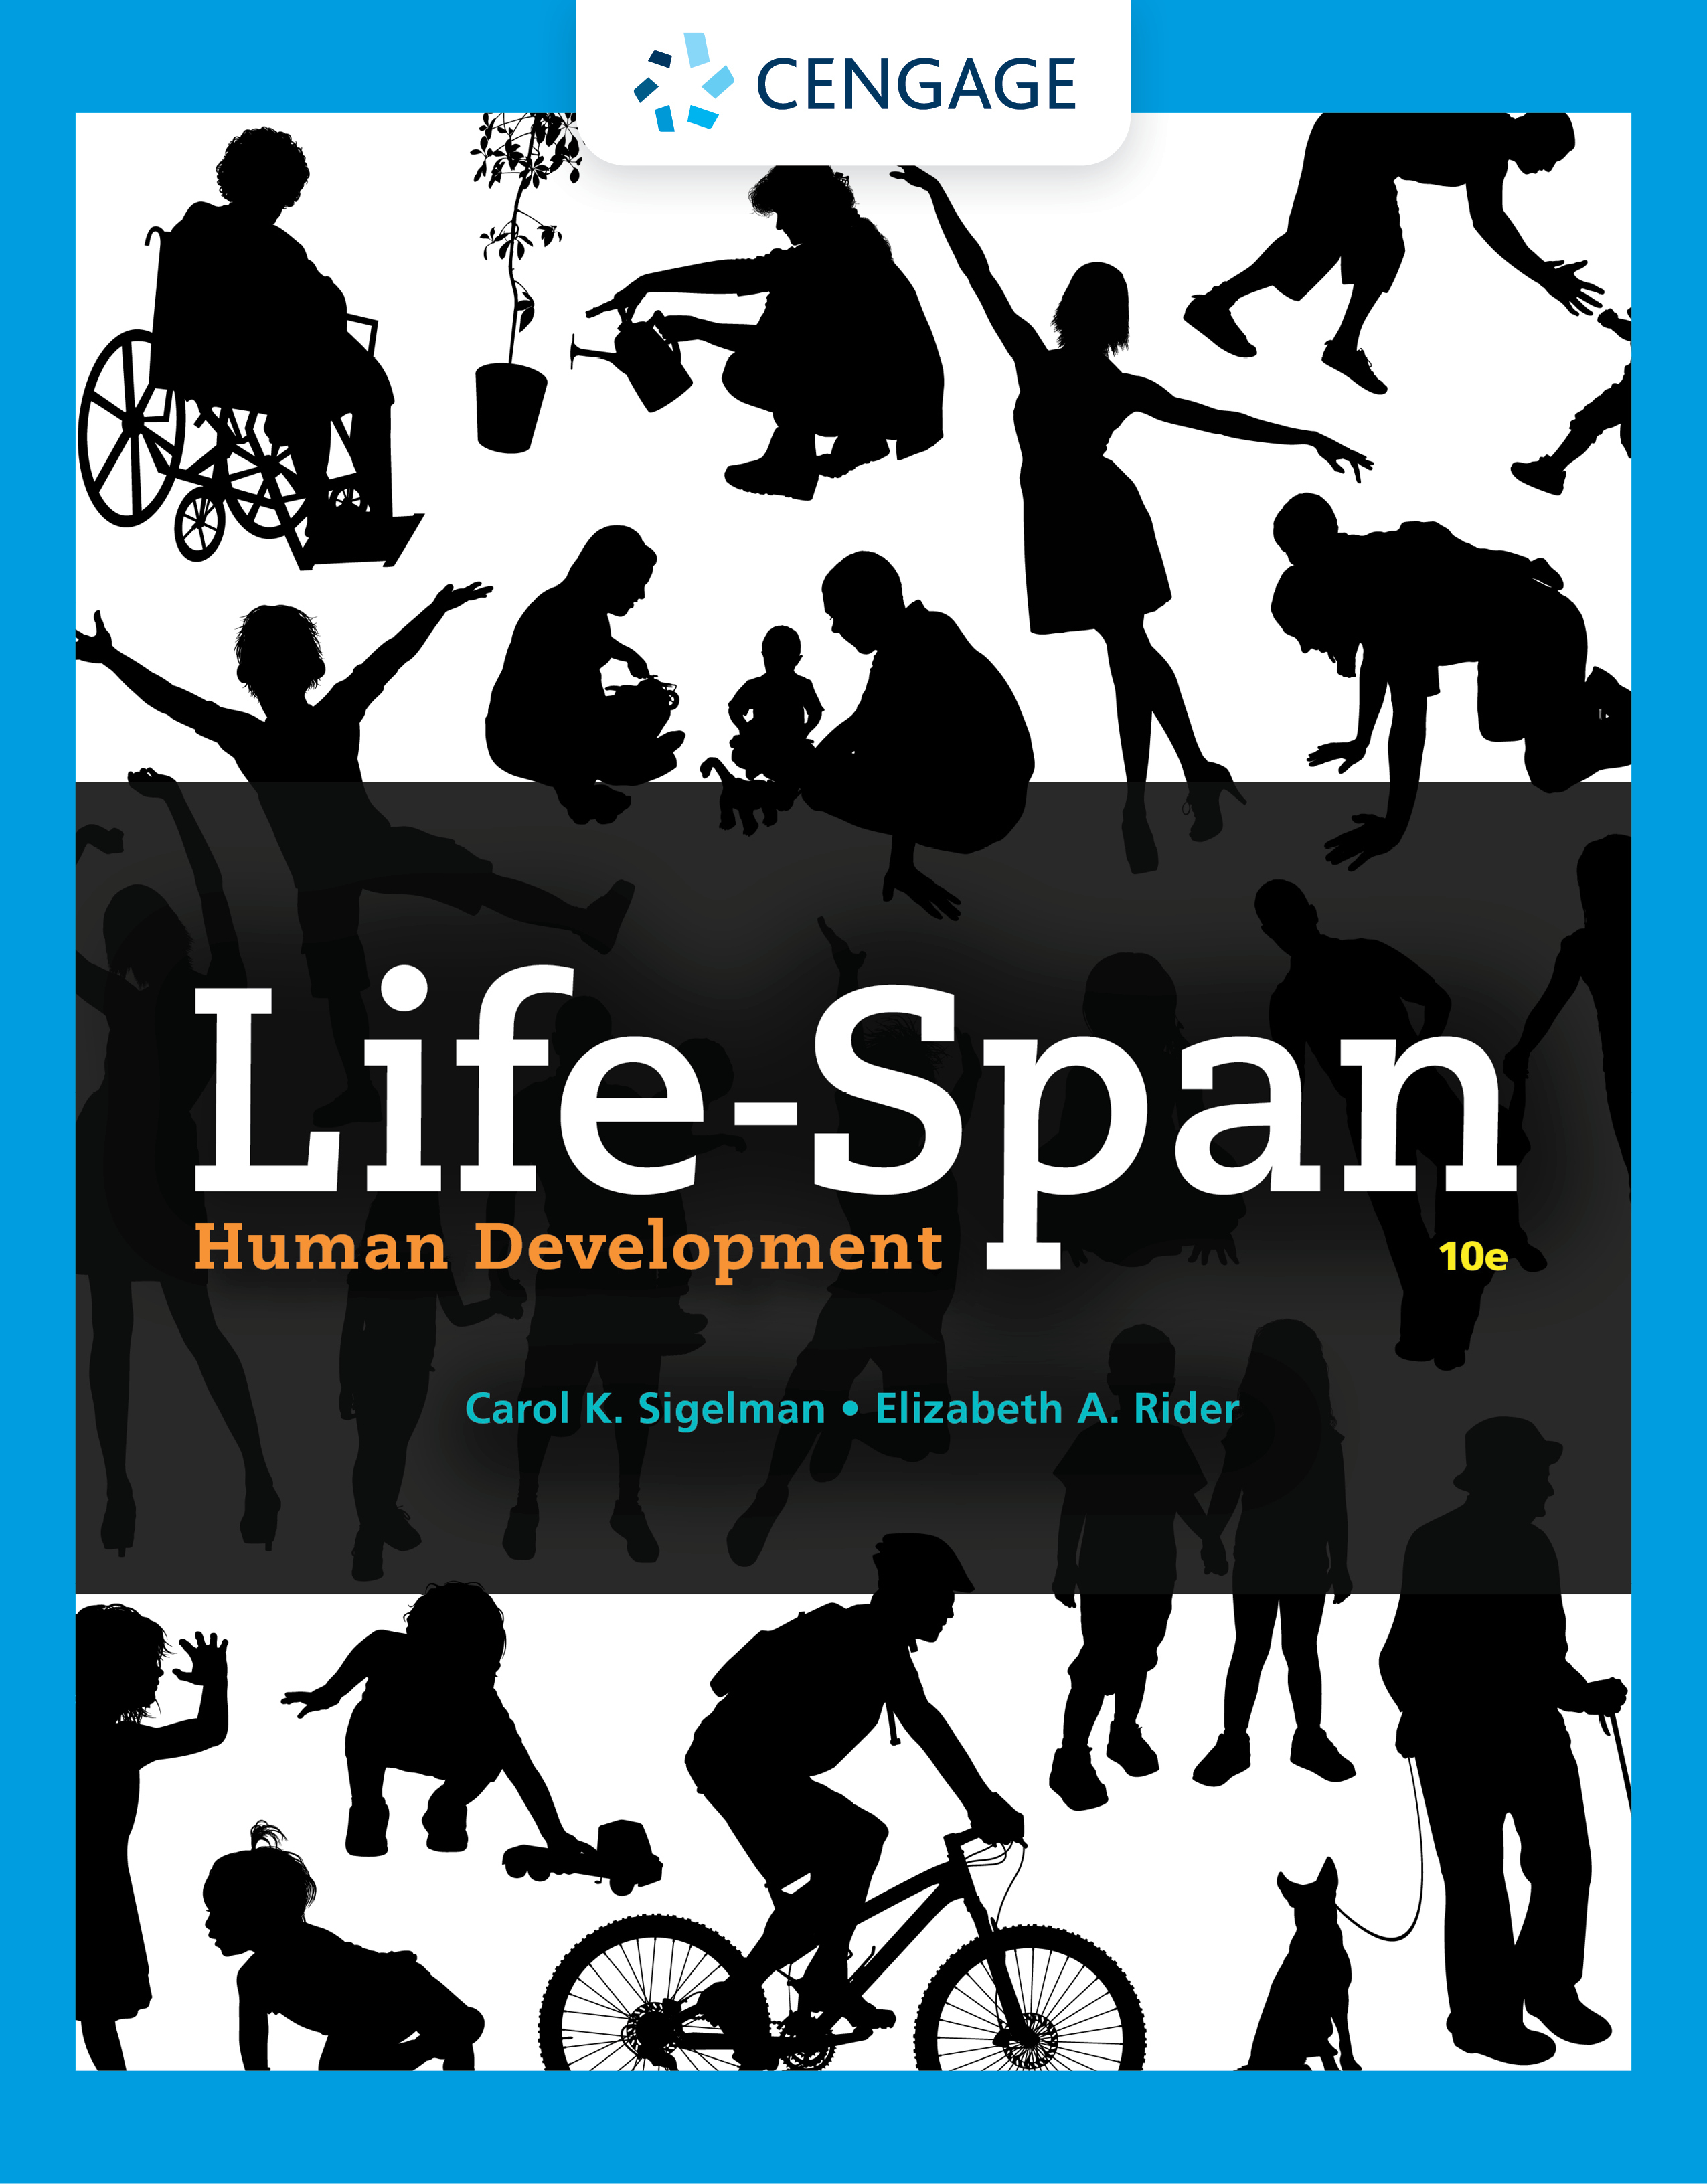 CENGAGE
Life-Span
Human Development
10e
Carol K. Sigelman • Elizabeth A. Rider